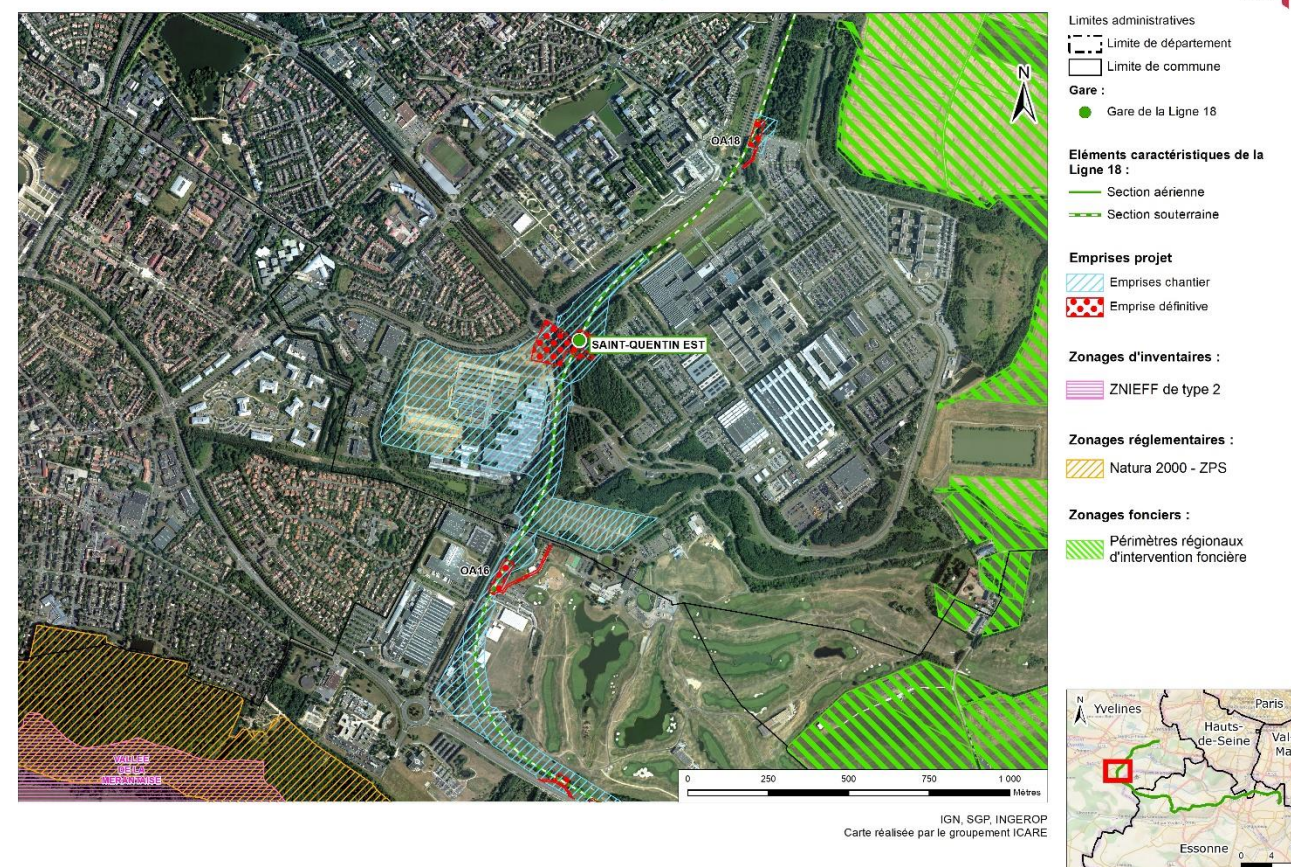 OA18
SAINT-QUENTIN EST
OA16
VALLEE
DE LA
MERANTAISE
0 250 500 750 1 000
Mètres
IGN, SGP, INGEROP
Carte réalisée par le groupement ICARE
Limites administratives
Limite de département
Limite de commune
Gare :
Gare de la Ligne 18
Eléments caractéristiques de la
Ligne 18 :
Section aérienne
Section souterraine
Emprises projet
Emprises chantier
Emprise définitive
Zonages d'inventaires :
ZNIEFF de type 2
Zonages réglementaires :
Natura 2000 - ZPS
Zonages fonciers :
Périmètres régionaux
d'intervention foncière
N
N
Yvelines
Paris
Hauts-
de-Seine
Val-
Ma
Essonne
0 4